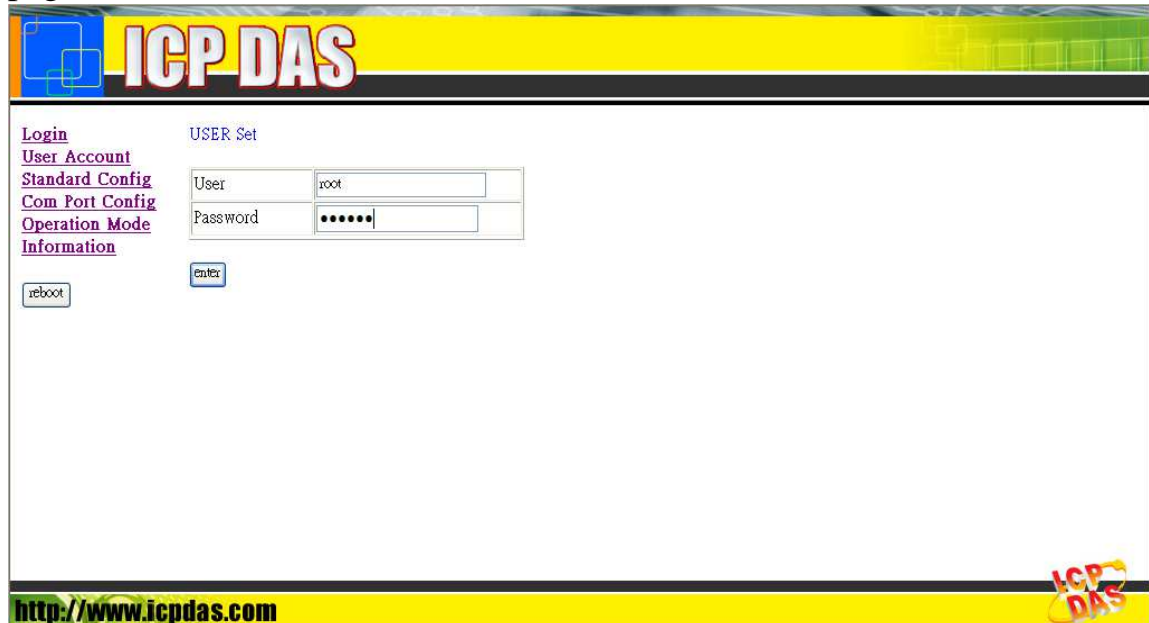 ICP DAS
Login
User Account
Standard Config
Com Port Config
Operation Mode
Information
reboot
USER Set
User root
Password ••••••
enter
http://www.icpdas.com
ICP
DAS